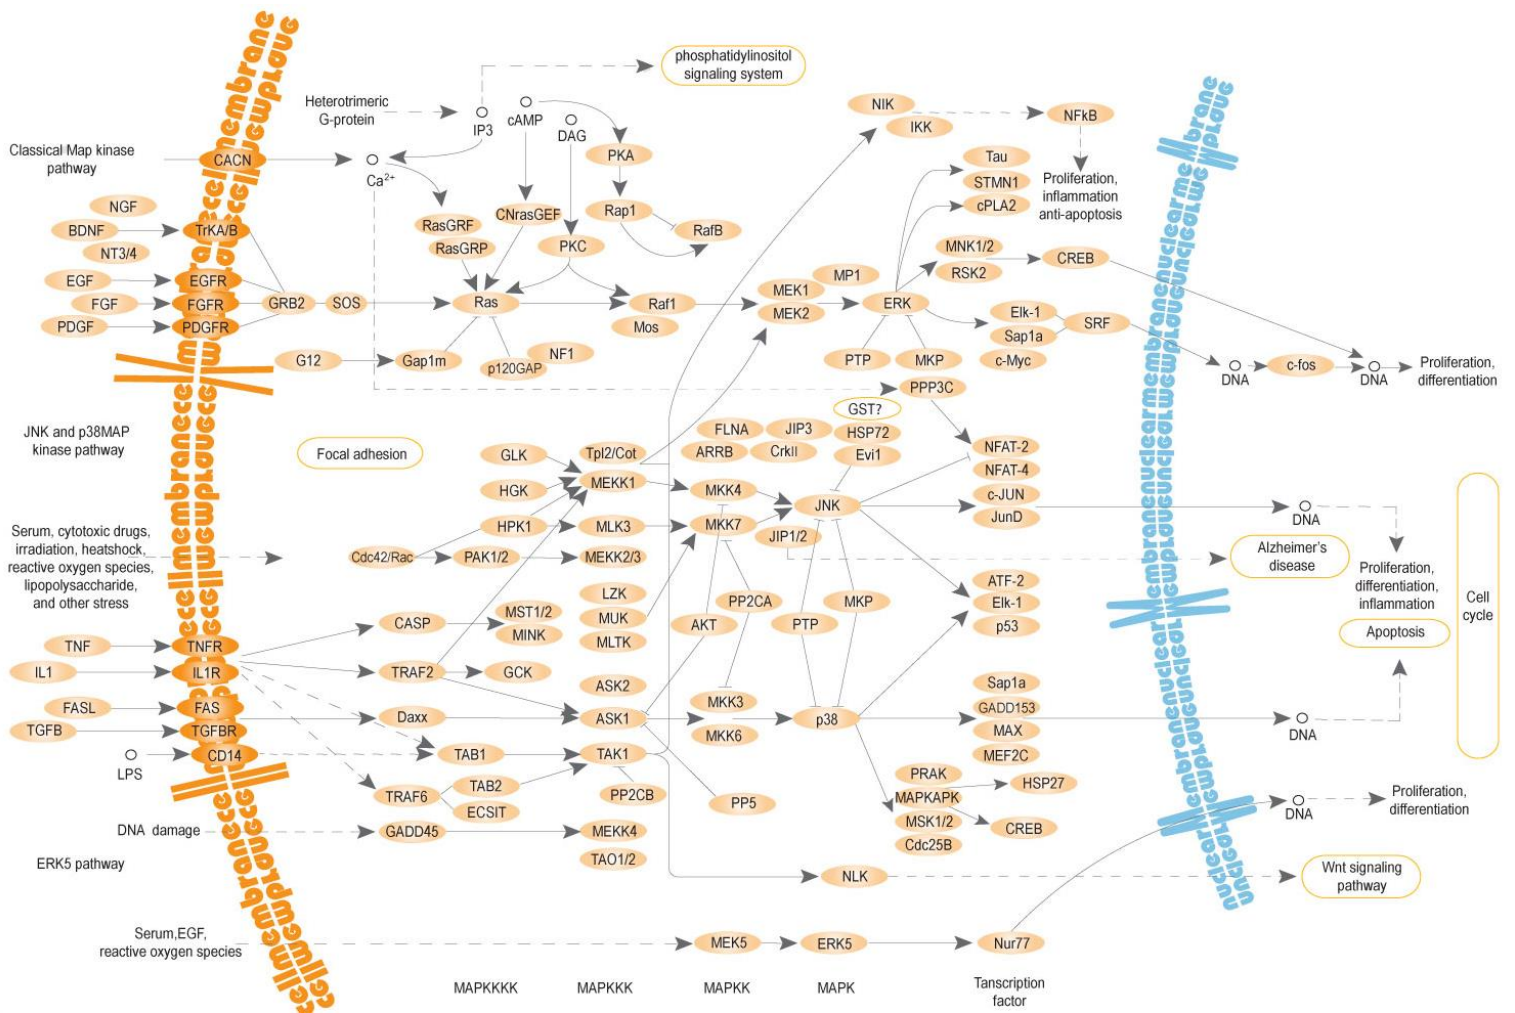 cell membrane
phosphatidylinositol
signaling system
Heterotrimeric
G-protein
IP3
cAMP
DAG
NIK
IKK
NFkB
nuclear membrane
Classical Map kinase
pathway
CACN
Ca2+
PKA
Tau
STMN1
cPLA2
Proliferation,
inflammation
anti-apoptosis
NGF
BDNF
NT3/4
TrKA/B
RasGRF
RasGRP
CNrasGEF
PKC
Rap1
RafB
MNK1/2
RSK2
CREB
EGF
FGF
PDGF
EGFR
FGFR
PDGFR
GRB2
SOS
Ras
Raf1
Mos
MEK1
MEK2
MP1
ERK
Elk-1
Sap1a
c-Myc
SRF
G12
Gap1m
p120GAP
NF1
PTP
MKP
PPP3C
DNA
c-fos
DNA
Proliferation,
differentiation
JNK and p38MAP
kinase pathway
Focal adhesion
GLK
HGK
HPK1
Tpl2/Cot
MEKK1
MLK3
MEKK2/3
FLNA
ARRB
JIP3
CrkII
GST?
HSP72
Evi1
MKK4
MKK7
JNK
JIP1/2
NFAT-2
NFAT-4
c-JUN
JunD
DNA
Serum, cytotoxic drugs,
irradiation, heatshock,
reactive oxygen species,
lipopolysaccharide,
and other stress
Cdc42/Rac
PAK1/2
Alzheimer's
disease
Proliferation,
differentiation,
inflammation
Apoptosis
Cell
cycle
LZK
MUK
MLTK
AKT
PP2CA
PTP
MKP
ATF-2
Elk-1
p53
TNF
IL1
FASL
TGFB
LPS
TNFR
IL1R
FAS
TGFBR
CD14
CASP
MST1/2
MINK
TRAF2
GCK
Daxx
ASK2
ASK1
MKK3
MKK6
p38
Sap1a
GADD153
MAX
MEF2C
DNA
TAB1
TAK1
TRAF6
TAB2
ECSIT
PP2CB
PP5
PRAK
MAPKAPK
MSK1/2
Cdc25B
HSP27
CREB
DNA
Proliferation,
differentiation
DNA damage
GADD45
MEKK4
TAO1/2
ERK5 pathway
NLK
Wnt signaling
pathway
Serum,EGF,
reactive oxygen species
MEK5
ERK5
Nur77
MAPKKKK
MAPKKK
MAPKK
MAPK
Tanscription
factor